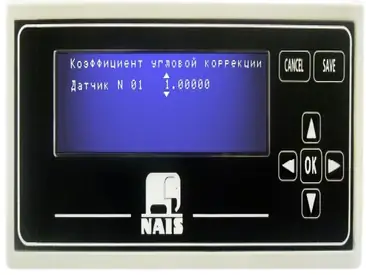 Коэффициент угловой коррекции
Датчик N 01 1.00000
CANCEL SAVE
OK
NAIS